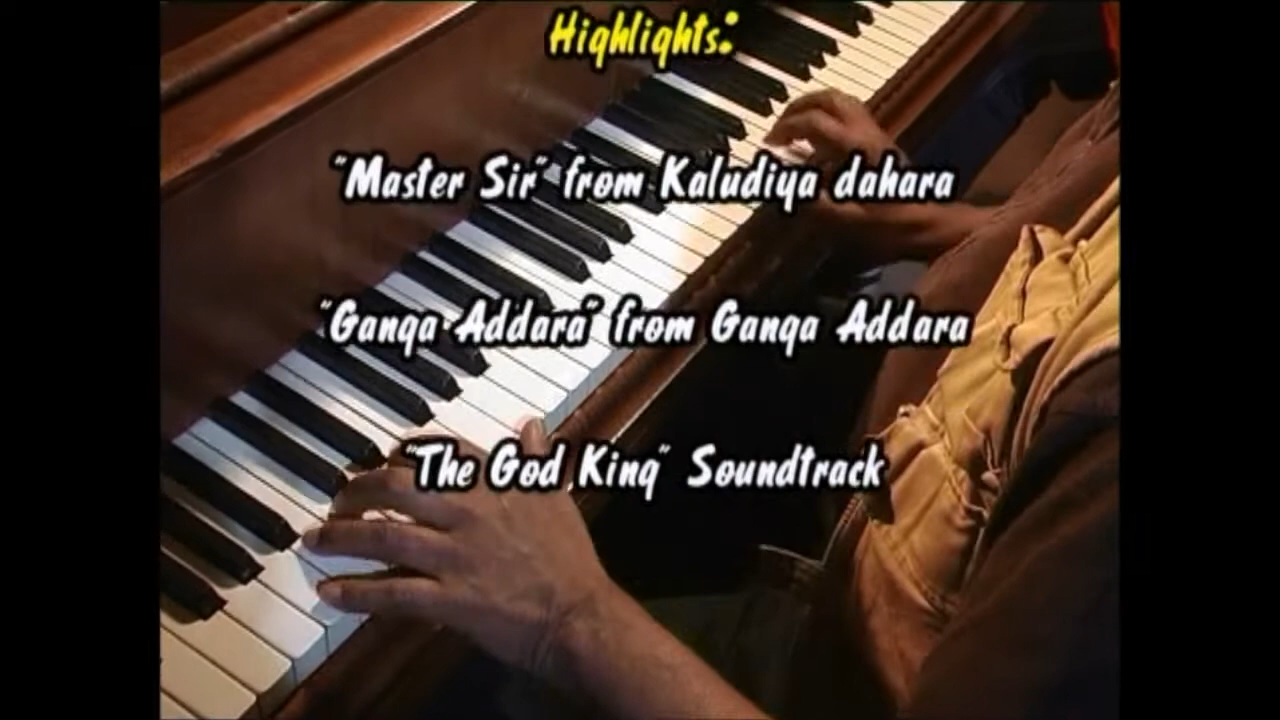 Highlights:
"Master Sir" from Kaludiya dahara
"Ganga Addara" from Ganga Addara
"The God King" Soundtrack